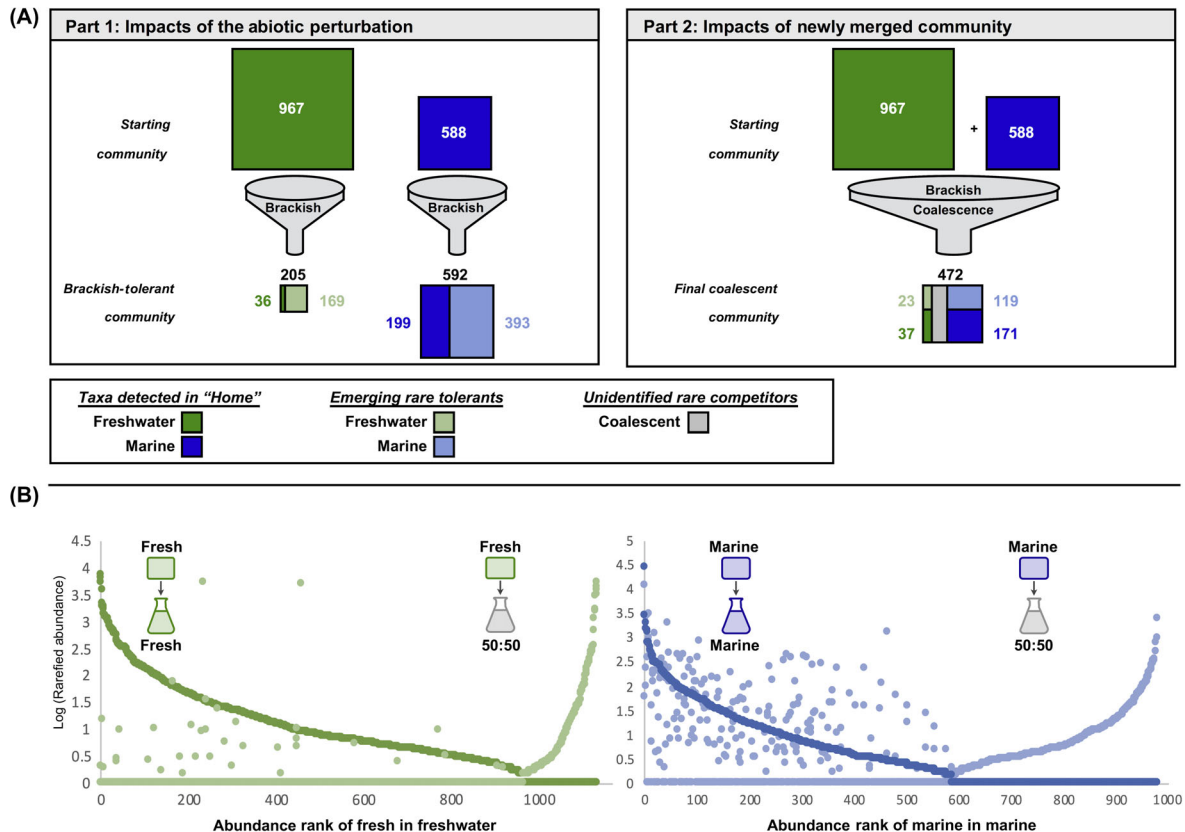 (A)
Part 1: Impacts of the abiotic perturbation
967
588
Starting
community
Brackish
Brackish
205
592
Brackish-tolerant
community
36
169
199
393
Part 2: Impacts of newly merged community
967
+
588
Starting
community
Brackish
Coalescence
472
Final coalescent
community
23
119
37
171
Taxa detected in “Home”
Freshwater
Marine
Emerging rare tolerants
Freshwater
Marine
Unidentified rare competitors
Coalescent
(B)
Log (Rarefied abundance)
4.5
4
3.5
3
2.5
2
1.5
1
0.5
0
0
200
400
600
800
1000
Fresh
Fresh
Fresh
50:50
Abundance rank of fresh in freshwater
5
4.5
4
3.5
3
2.5
2
1.5
1
0.5
0
0
100
200
300
400
500
600
700
800
900
1000
Marine
Marine
Marine
50:50
Abundance rank of marine in marine